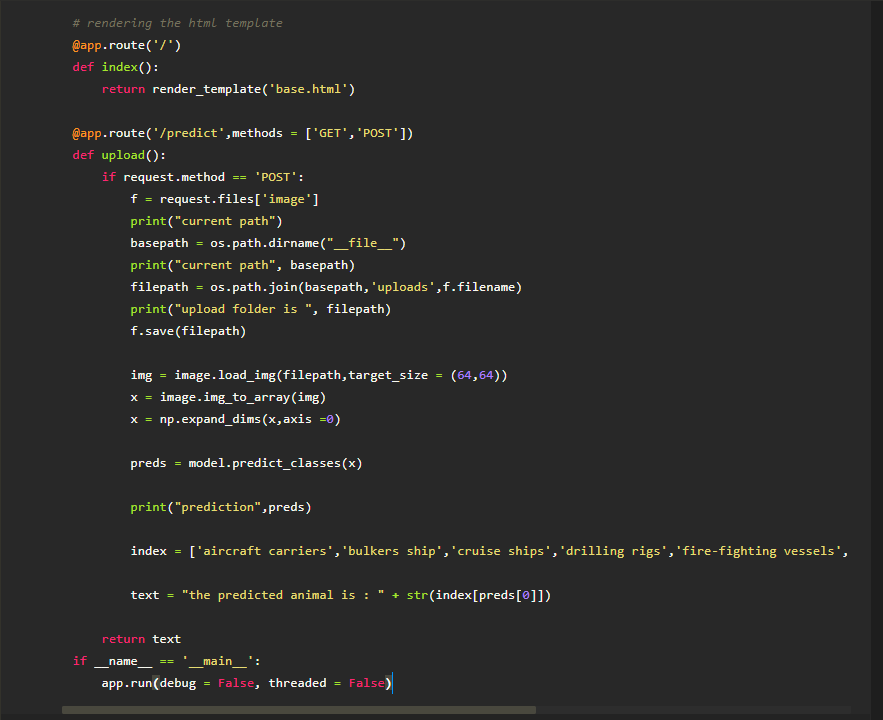 # rendering the html template
@app.route('/')
def index():
    return render_template('base.html')
@app.route('/predict',methods = ['GET','POST'])
def upload():
    if request.method == 'POST':
        f = request.files['image']
        print("current path")
        basepath = os.path.dirname("__file__")
        print("current path", basepath)
        filepath = os.path.join(basepath,'uploads',f.filename)
        print("upload folder is ", filepath)
        f.save(filepath)
        img = image.load_img(filepath,target_size = (64,64))
        x = image.img_to_array(img)
        x = np.expand_dims(x,axis =0)
        preds = model.predict_classes(x)
        print("prediction",preds)
        index = ['aircraft carriers','bulkers ship','cruise ships','drilling rigs','fire-fighting vessels',
        text = "the predicted animal is : " + str(index[preds[0]])
    return text
if __name__ == '__main__':
    app.run(debug = False, threaded = False)